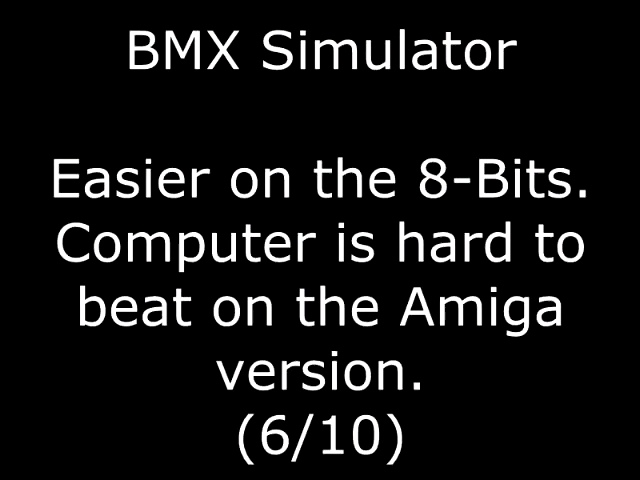 BMX Simulator
Easier on the 8-Bits.
Computer is hard to
beat on the Amiga
version.
(6/10)